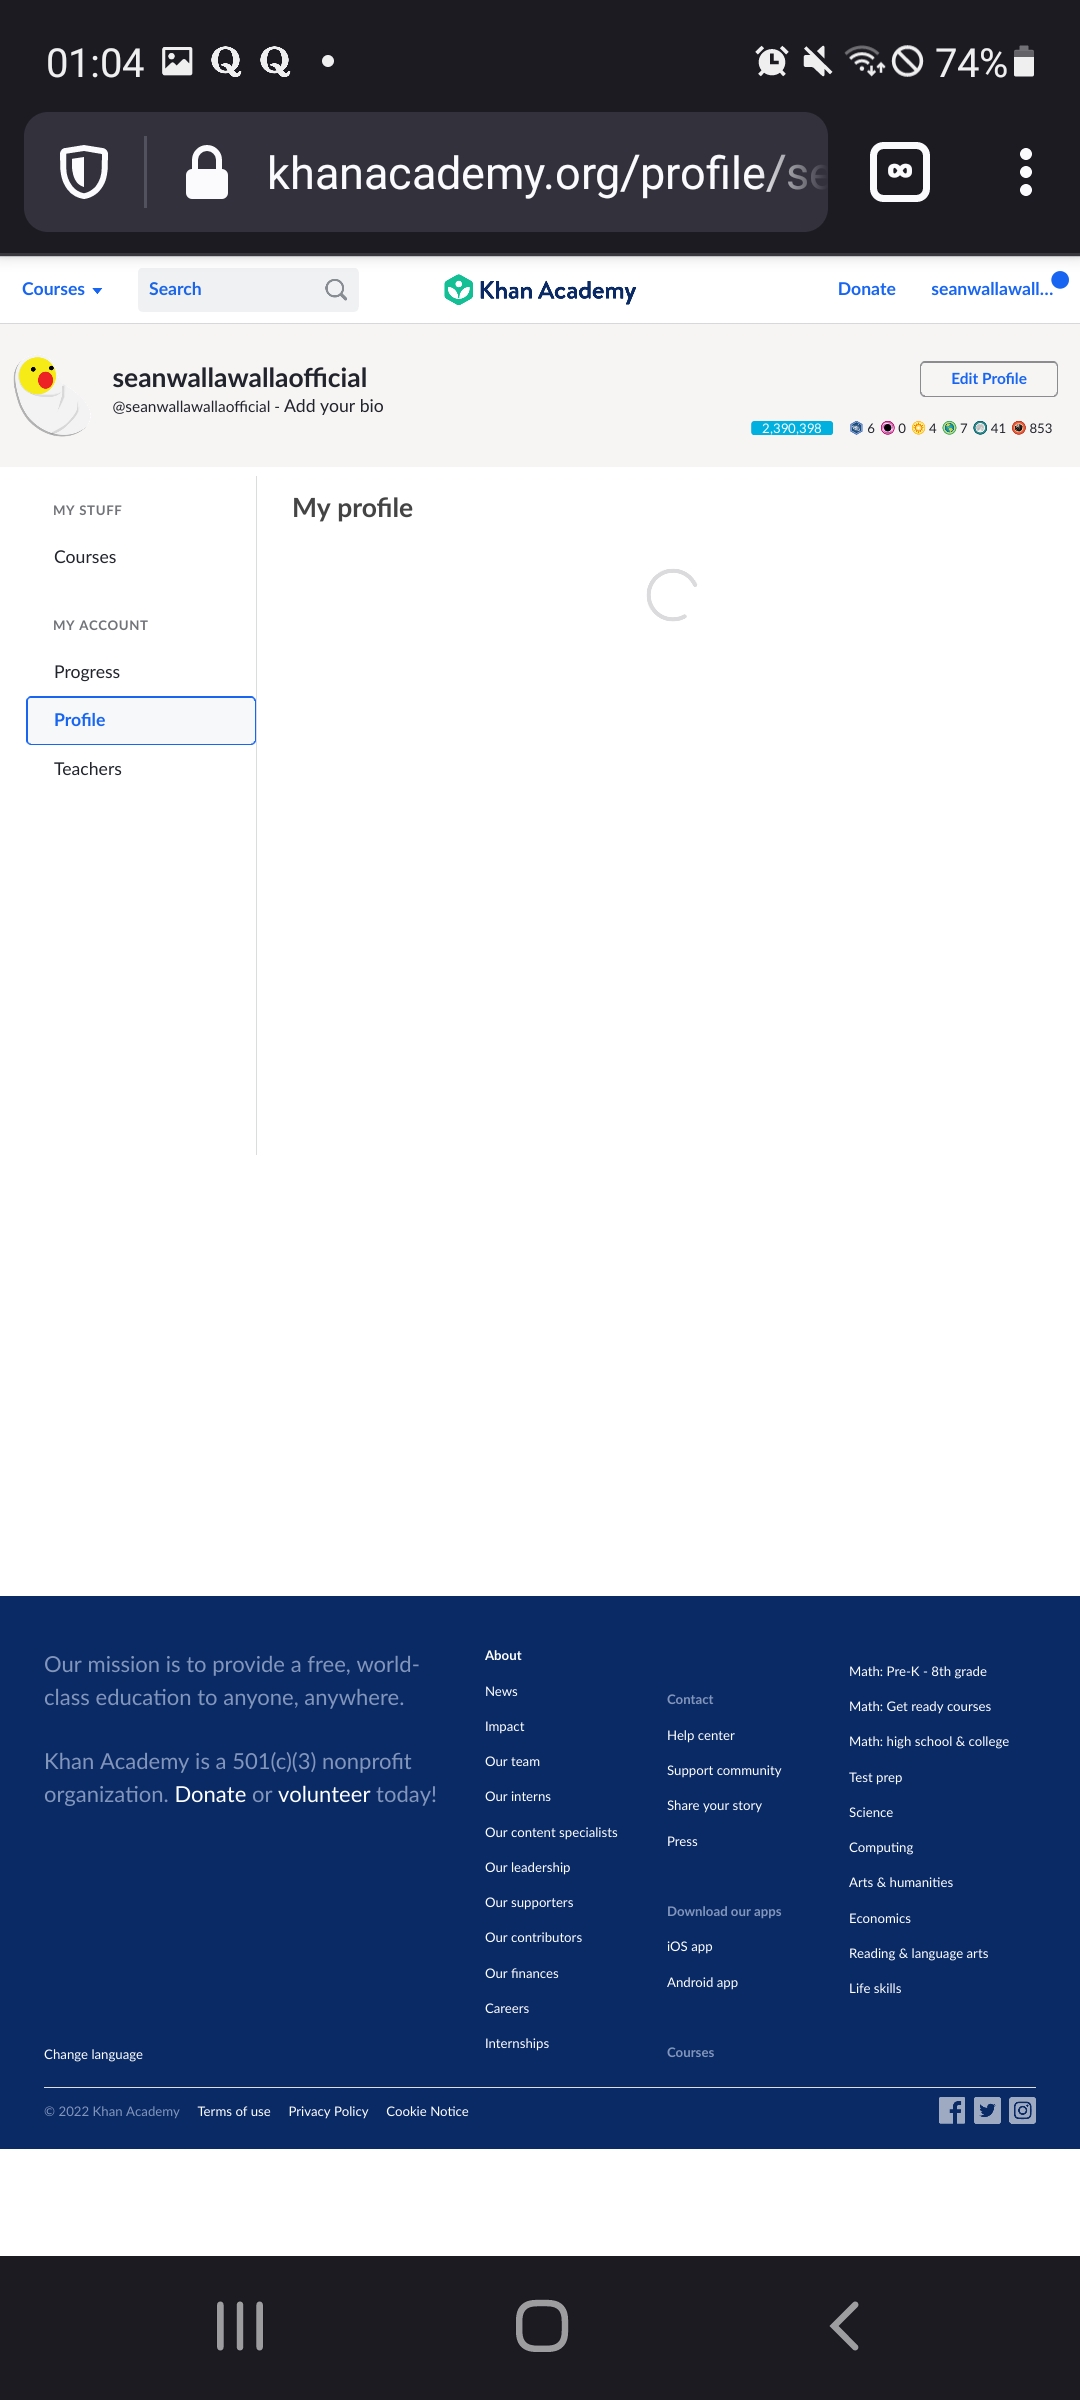 01:04
74%
khanacademy.org/profile/se
Courses
Search
Khan Academy
Donate
seanwallawall...
seanwallawallaofficial
@seanwallawallaofficial - Add your bio
Edit Profile
2,390,398 6 0 4 7 41 853
MY STUFF
Courses
MY ACCOUNT
Progress
Profile
Teachers
My profile
Our mission is to provide a free, world-
class education to anyone, anywhere.
Khan Academy is a 501(c)(3) nonprofit
organization. Donate or volunteer today!
About
News
Impact
Our team
Our interns
Our content specialists
Our leadership
Our supporters
Our contributors
Our finances
Careers
Internships
Contact
Help center
Support community
Share your story
Press
Download our apps
iOS app
Android app
Courses
Math: Pre-K - 8th grade
Math: Get ready courses
Math: high school & college
Test prep
Science
Computing
Arts & humanities
Economics
Reading & language arts
Life skills
Change language
© 2022 Khan Academy Terms of use Privacy Policy Cookie Notice